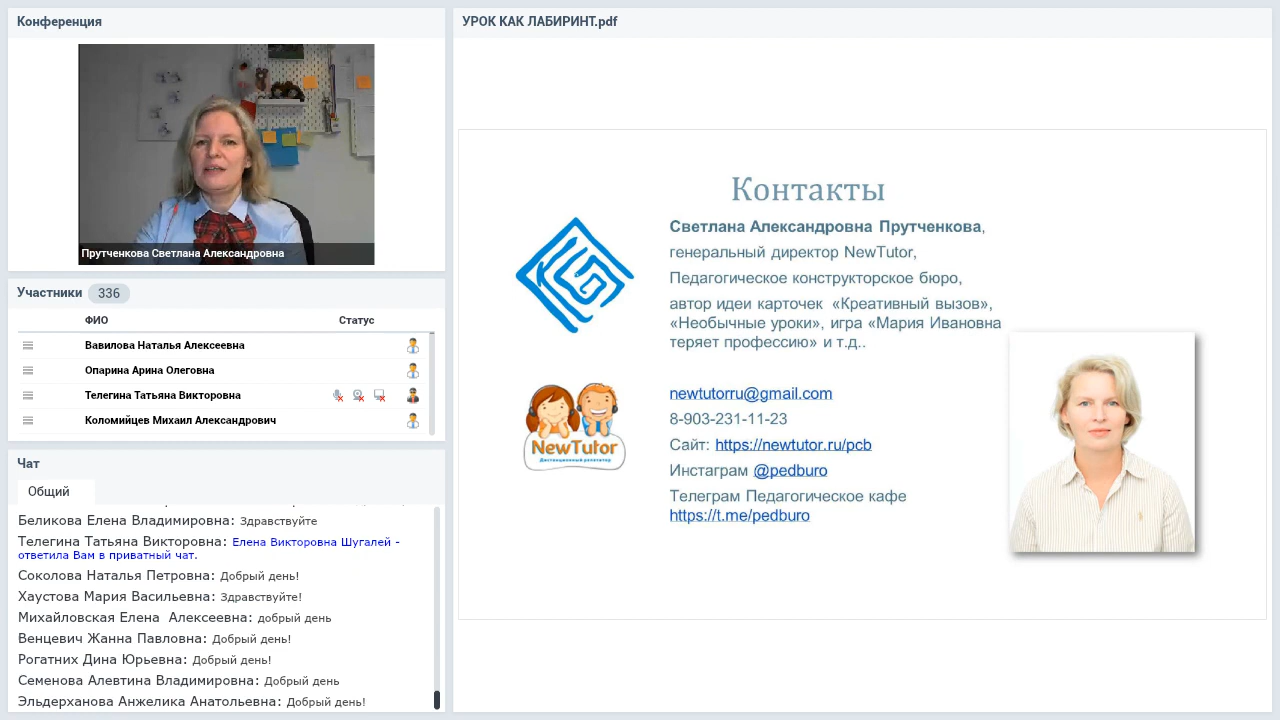 Конференция
Прутченкова Светлана Александровна
Участники 336
ФИО Статус
Вавилова Наталья Алексеевна
Опарина Арина Олеговна
Телегина Татьяна Викторовна
Коломийцев Михаил Александрович
Чат
Общий
Беликова Елена Владимировна: Здравствуйте
Телегина Татьяна Викторовна: Елена Викторовна Шугалей -
ответила Вам в приватный чат.
Соколова Наталья Петровна: Добрый день!
Хаустова Мария Васильевна: Здравствуйте!
Михайловская Елена Алексеевна: добрый день
Венцевич Жанна Павловна: Добрый день!
Рогатних Дина Юрьевна: Добрый день!
Семенова Алевтина Владимировна: Добрый день
Эльдерханова Анжелика Анатольевна: Добрый день!
УРОК КАК ЛАБИРИНТ.pdf
Контакты
Светлана Александровна Прутченкова,
генеральный директор NewTutor,
Педагогическое конструкторское бюро,
автор идеи карточек «Креативный вызов»,
«Необычные уроки», игра «Мария Ивановна
теряет профессию» и т.д..
newtutorru@gmail.com
8-903-231-11-23
Сайт: https://newtutor.ru/pcb
Инстаграм @pedburo
Телеграм Педагогическое кафе
https://t.me/pedburo
NewTutor
Дистанционный репетитор